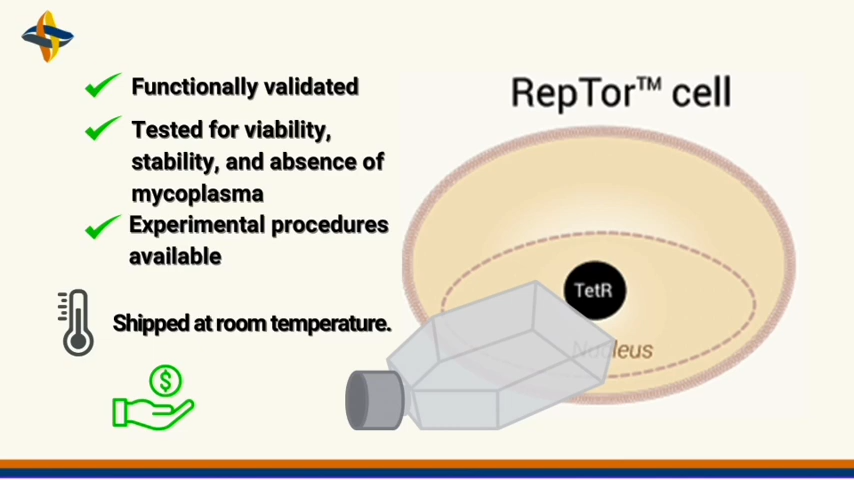 RepTor™ cell
Functionally validated
Tested for viability,
stability, and absence of
mycoplasma
Experimental procedures
available
TetR
Shipped at room temperature.
Nucleus
$